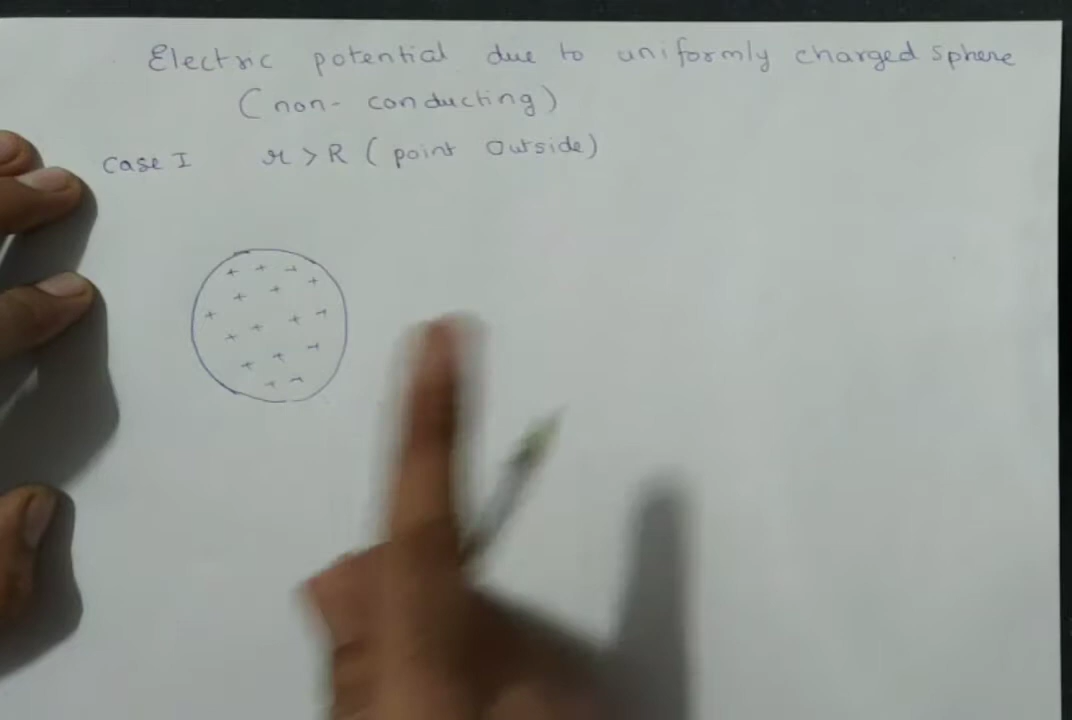 Electric potential due to uniformly charged sphere
(non-conducting)
Case I r > R (point outside)
+ + + + + + + + + + + + + + + + +